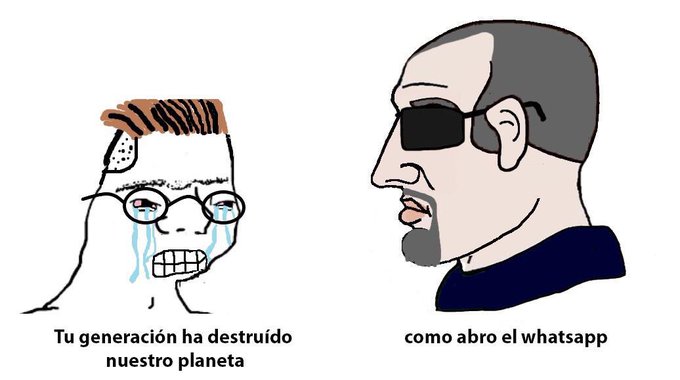 Tu generación ha destruído
nuestro planeta
como abro el whatsapp